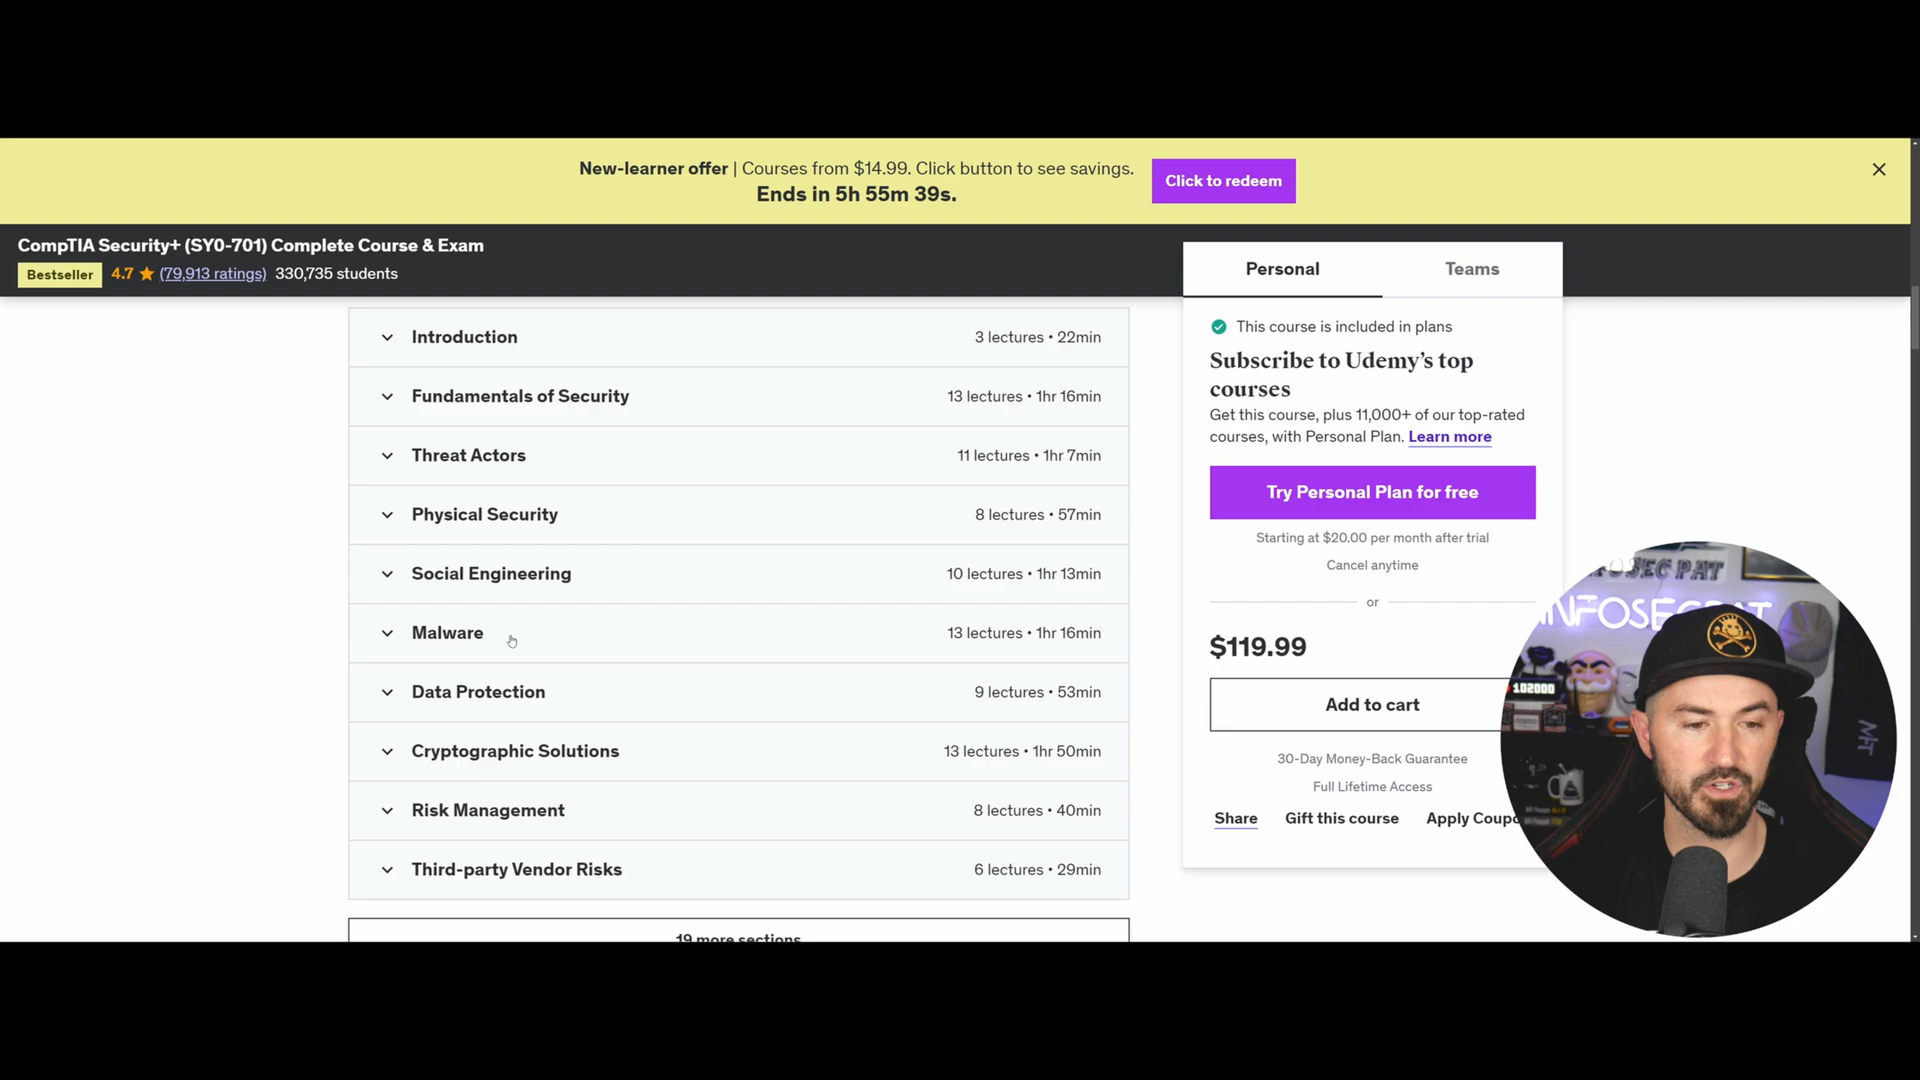 New-learner offer | Courses from $14.99. Click button to see savings.
Ends in 5h 55m 39s.
Click to redeem
CompTIA Security+ (SY0-701) Complete Course & Exam
Bestseller 4.7 ★ (79,913 ratings) 330,735 students
Introduction 3 lectures • 22min
Fundamentals of Security 13 lectures • 1hr 16min
Threat Actors 11 lectures • 1hr 7min
Physical Security 8 lectures • 57min
Social Engineering 10 lectures • 1hr 13min
Malware 13 lectures • 1hr 16min
Data Protection 9 lectures • 53min
Cryptographic Solutions 13 lectures • 1hr 50min
Risk Management 8 lectures • 40min
Third-party Vendor Risks 6 lectures • 29min
19 more sections
Personal Teams
This course is included in plans
Subscribe to Udemy’s top
courses
Get this course, plus 11,000+ of our top-rated
courses, with Personal Plan. Learn more
Try Personal Plan for free
Starting at $20.00 per month after trial
Cancel anytime
or
$119.99
Add to cart
30-Day Money-Back Guarantee
Full Lifetime Access
Share Gift this course Apply Coupo
FOSEC PAT
INFOSECPAT
102000